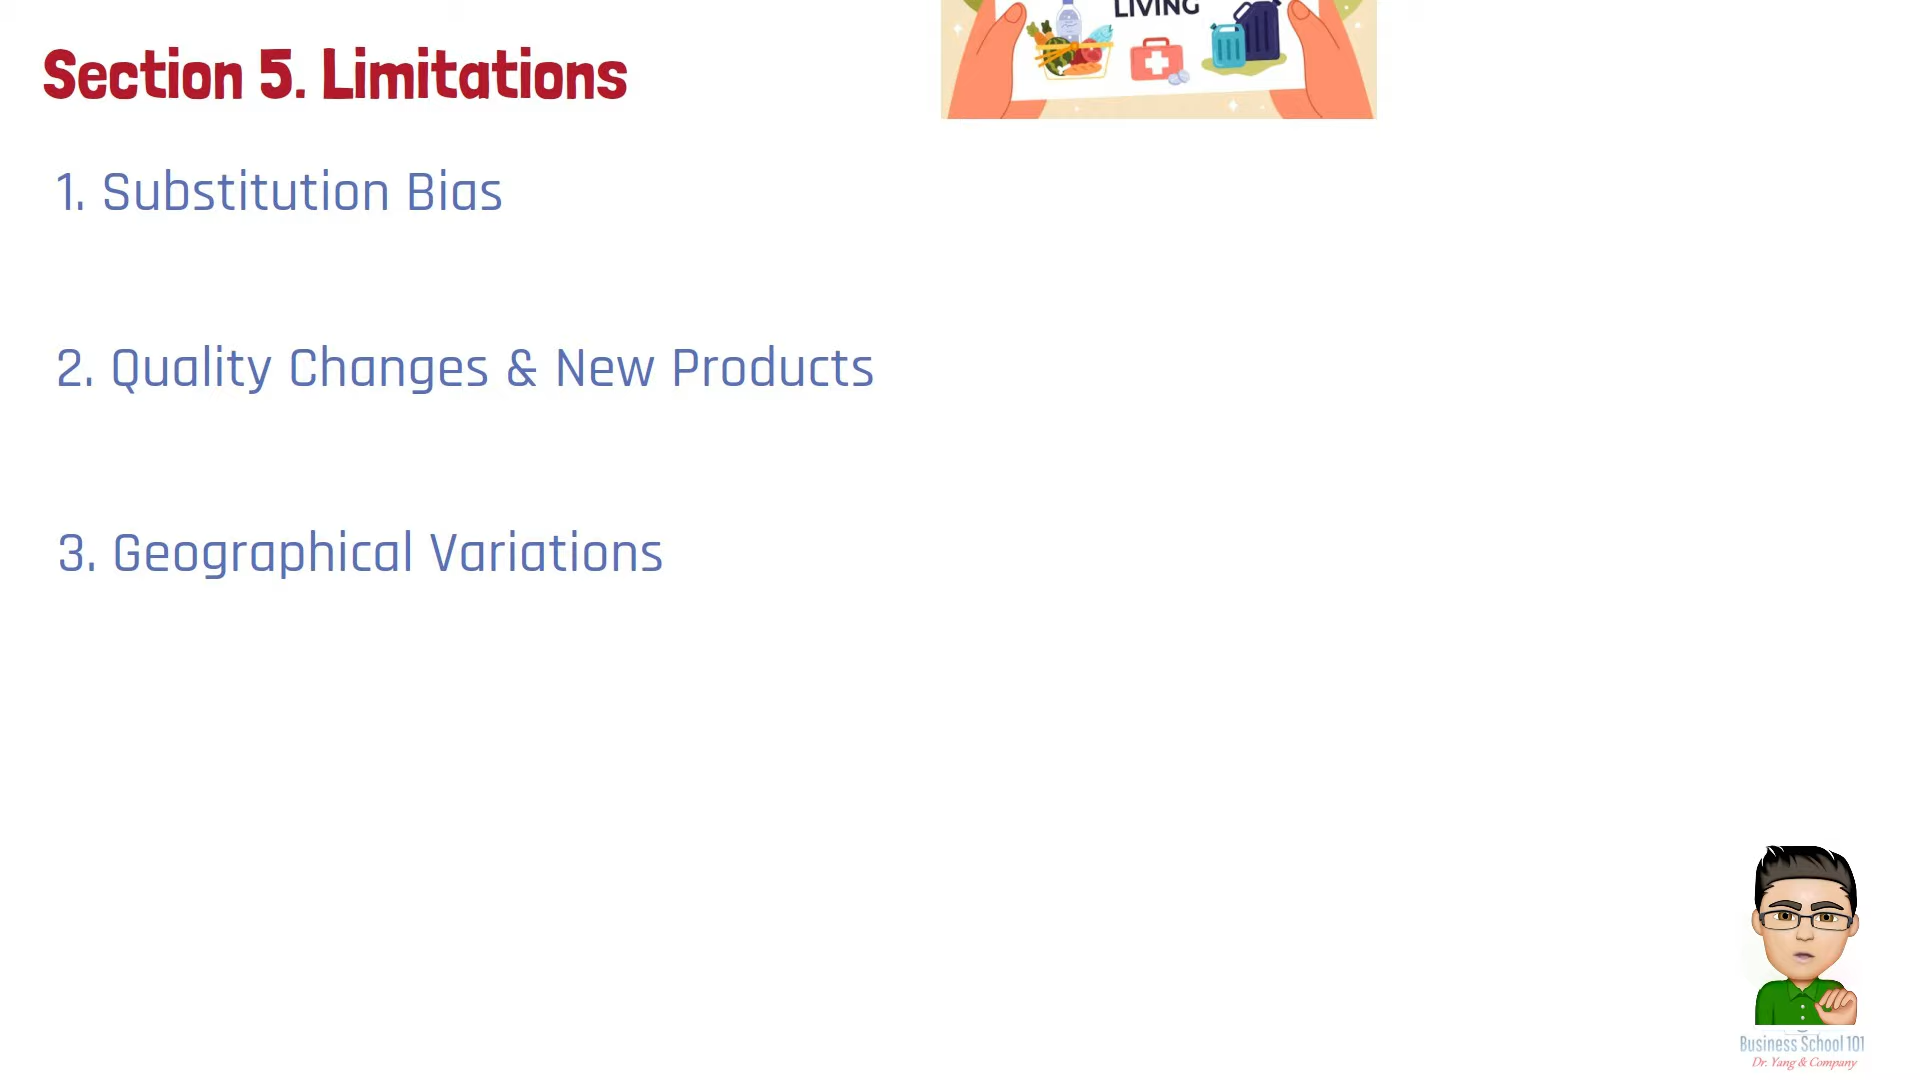 LIVING
Section 5. Limitations
1. Substitution Bias
2. Quality Changes & New Products
3. Geographical Variations
Business School 101
Dr. Yang & Company